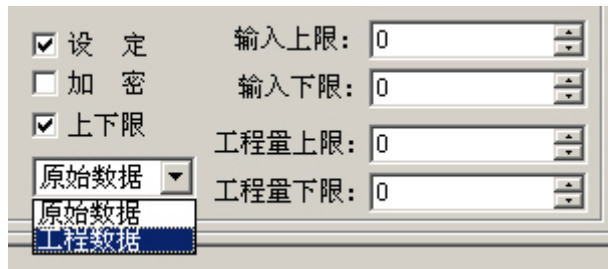 设 定
输入上限： 0
加 密
输入下限： 0
上下限
工程量上限： 0
原始数据
工程量下限： 0
原始数据
工程数据